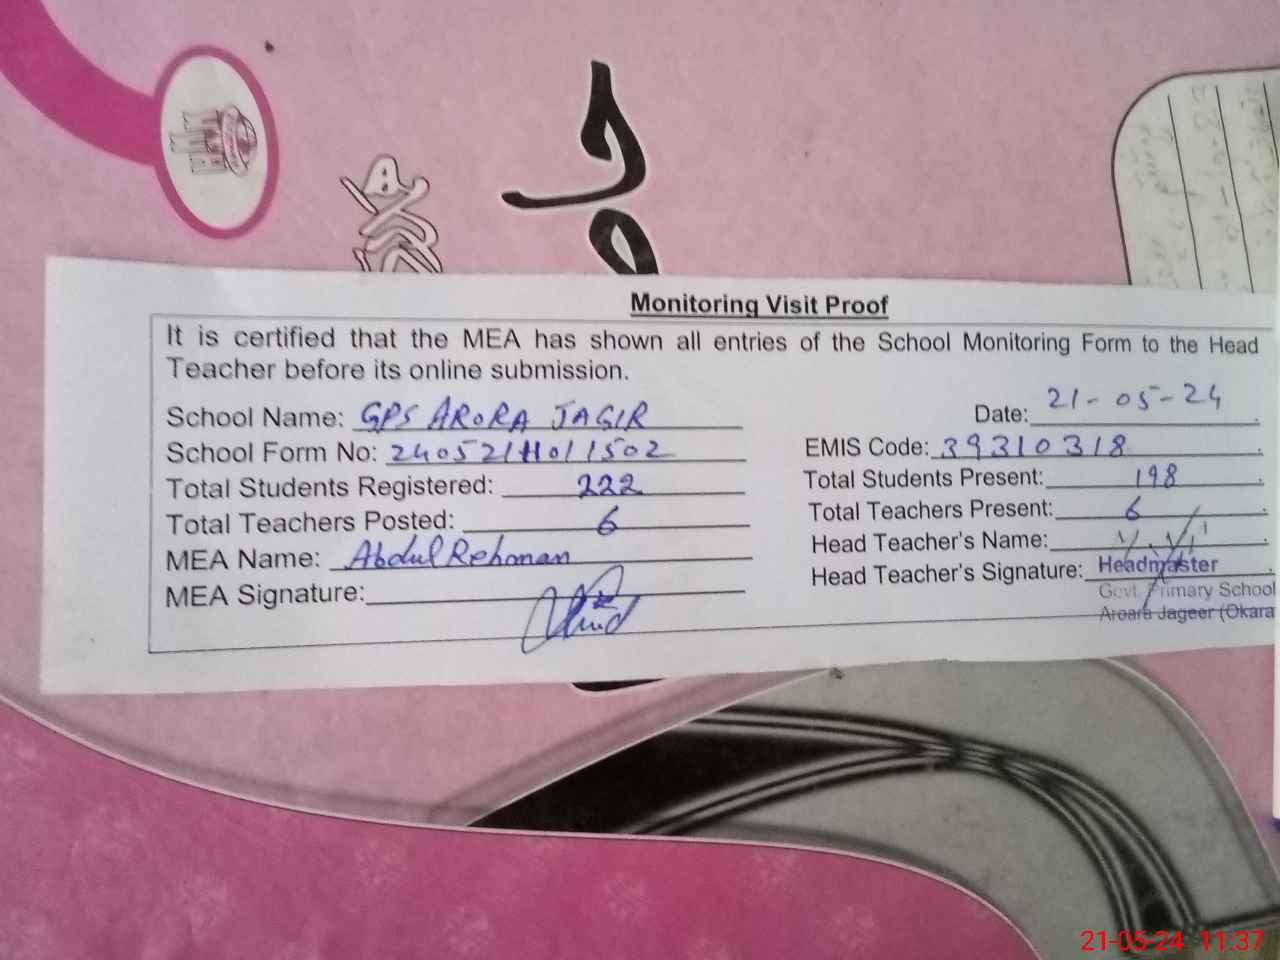 Monitoring Visit Proof
It is certified that the MEA has shown all entries of the School Monitoring Form to the Head
Teacher before its online submission.
School Name: GPS ARORA JAGIR
Date: 21-05-24
School Form No:
EMIS Code: 39310318
Total Students Registered: 222
Total Students Present: 198
Total Teachers Posted: 6
Total Teachers Present: 6
MEA Name: Abdul Rehman
Head Teacher's Name:
MEA Signature:
Head Teacher's Signature: Headmaster
Govt. Primary School
Aroara Jageer (Okara
21-05-24 11:37